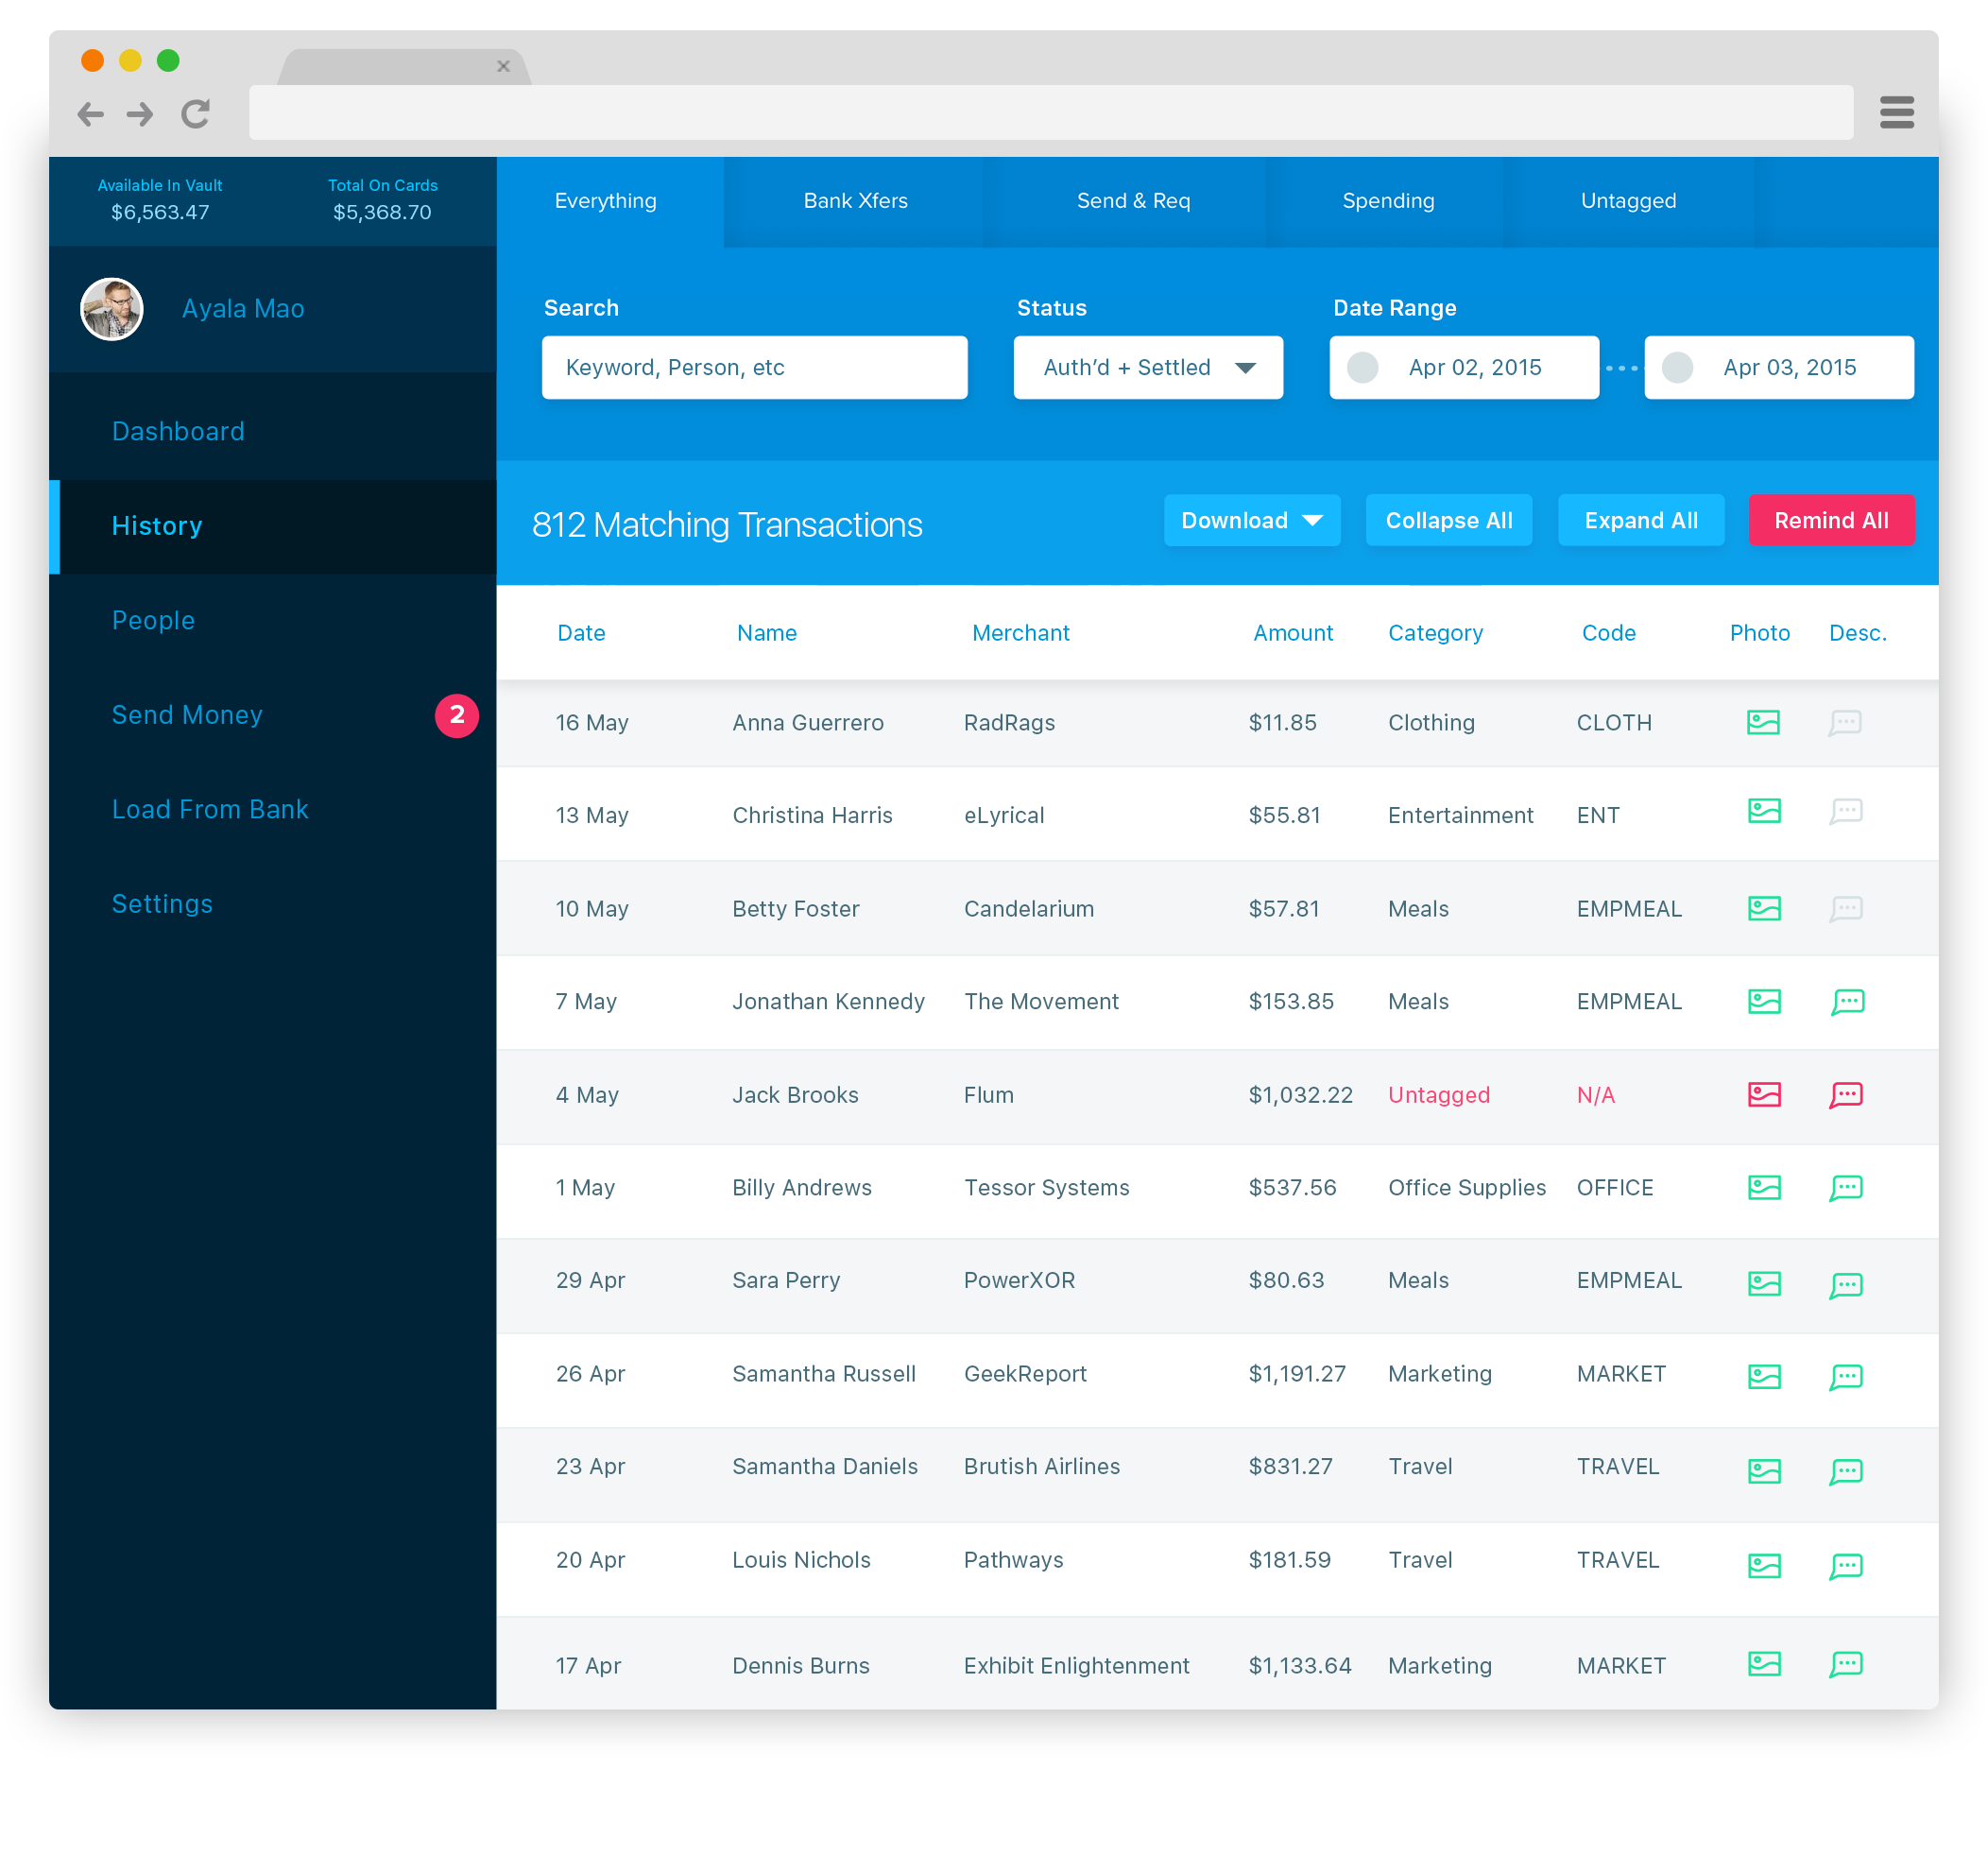 Available In Vault Total On Cards
$6,563.47 $5,368.70
Ayala Mao
Dashboard
History
People
Send Money 2
Load From Bank
Settings
Everything Bank Xfers Send & Req Spending Untagged
Search Status Date Range
Keyword, Person, etc Auth’d + Settled Apr 02, 2015 Apr 03, 2015
812 Matching Transactions Download Collapse All Expand All Remind All
Date Name Merchant Amount Category Code Photo Desc.
16 May Anna Guerrero RadRags $11.85 Clothing CLOTH
13 May Christina Harris eLyrical $55.81 Entertainment ENT
10 May Betty Foster Candelarium $57.81 Meals EMPMEAL
7 May Jonathan Kennedy The Movement $153.85 Meals EMPMEAL
4 May Jack Brooks Flum $1,032.22 Untagged N/A
1 May Billy Andrews Tessor Systems $537.56 Office Supplies OFFICE
29 Apr Sara Perry PowerXOR $80.63 Meals EMPMEAL
26 Apr Samantha Russell GeekReport $1,191.27 Marketing MARKET
23 Apr Samantha Daniels Brutish Airlines $831.27 Travel TRAVEL
20 Apr Louis Nichols Pathways $181.59 Travel TRAVEL
17 Apr Dennis Burns Exhibit Enlightenment $1,133.64 Marketing MARKET